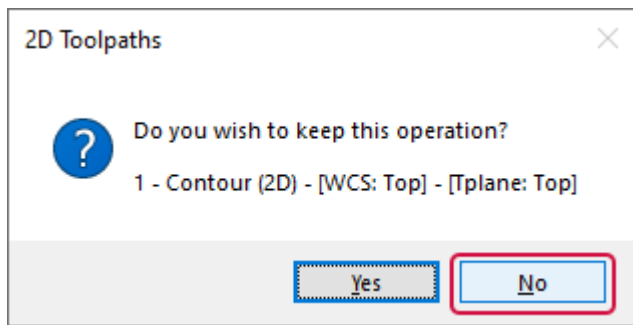 2D Toolpaths
Do you wish to keep this operation?
1 - Contour (2D) - [WCS: Top] - [Tplane: Top]
Yes
No